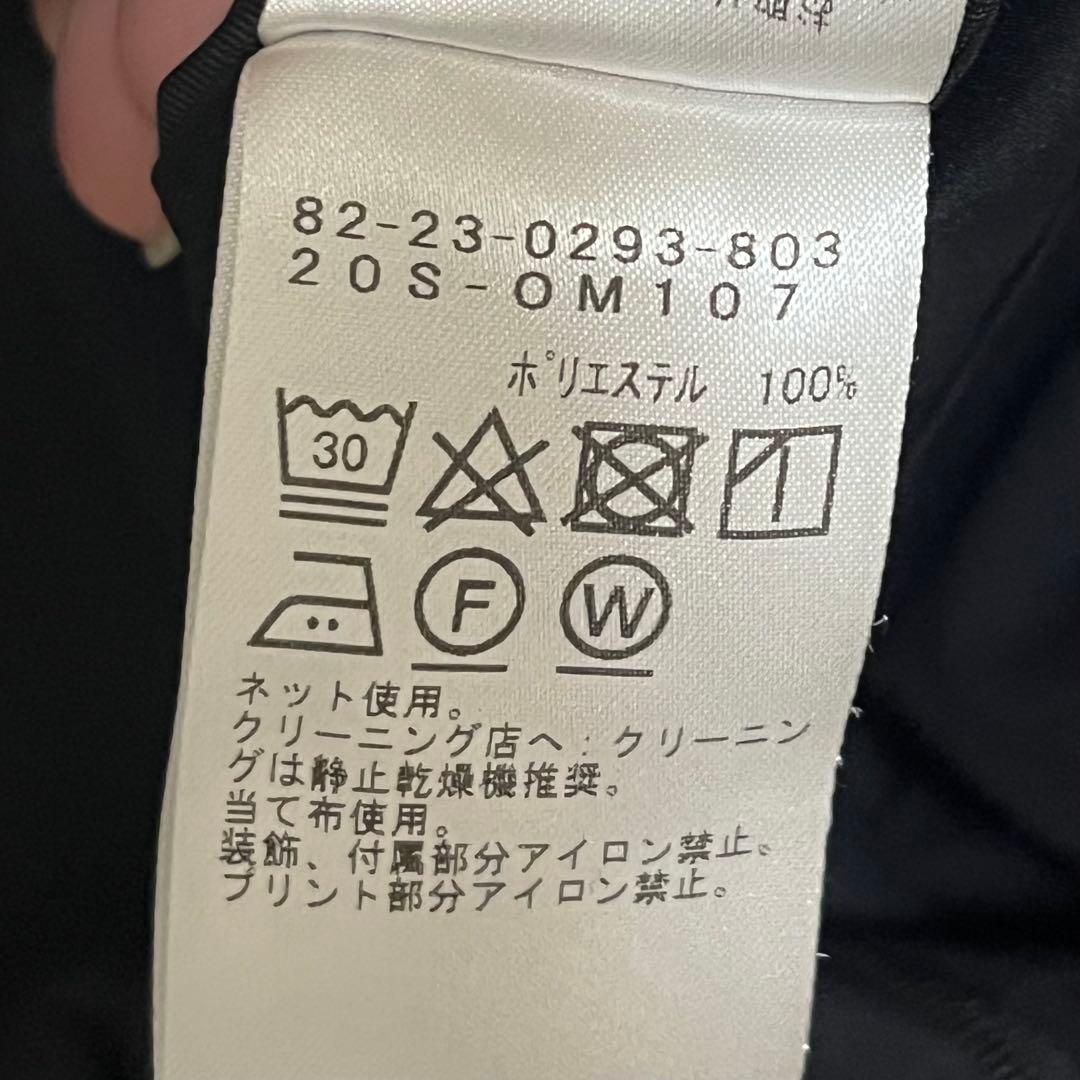 お取り
82-23-0293-803
20S-OM107
ポリエステル 100%
30
F W
ネット使用。
クリーニング店へ:クリーニン
グは静止乾燥機推奨。
当て布使用。
装飾、付属部分アイロン禁止。
プリント部分アイロン禁止。